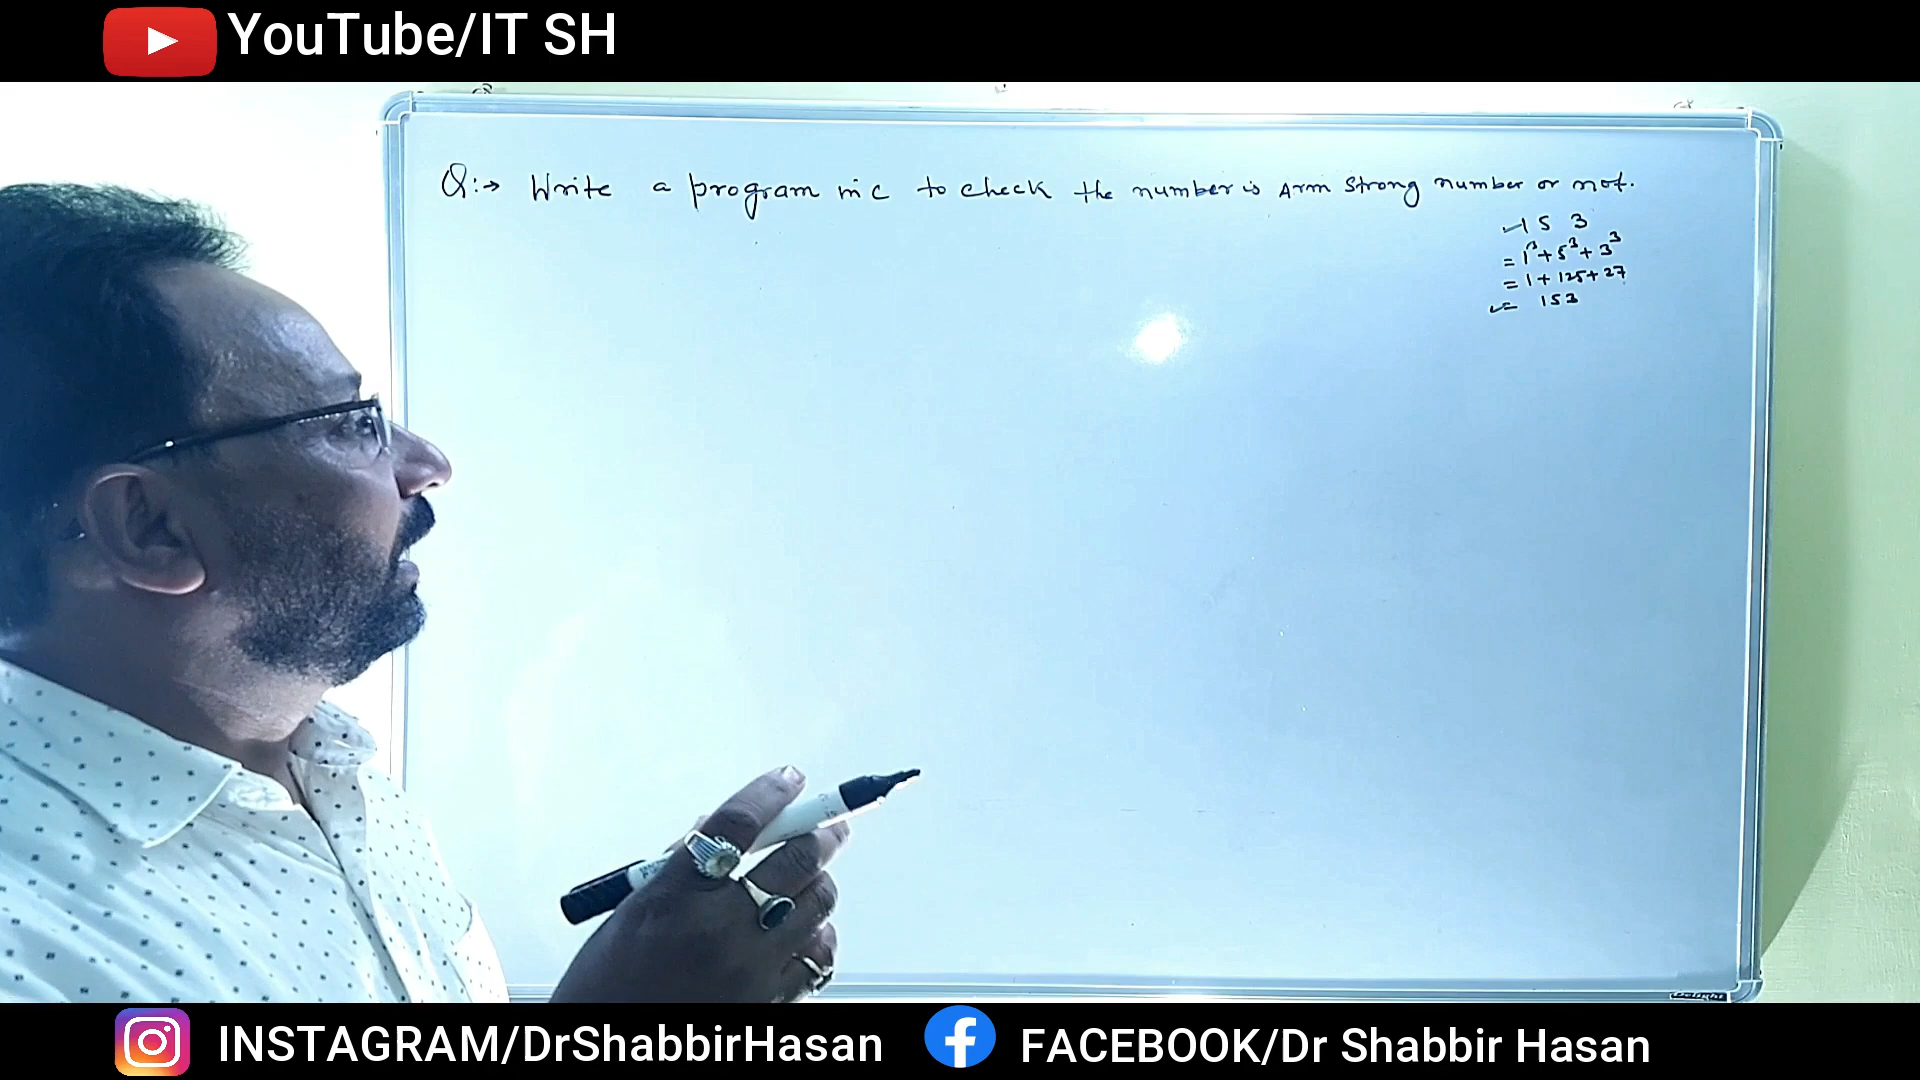 YouTube/IT SH
Q:→ Write a program in c to check the number is Arm Strong number or not.
153
= 1³+5³+3³
= 1+125+27
= 153
Delight
INSTAGRAM/DrShabbirHasan
FACEBOOK/Dr Shabbir Hasan